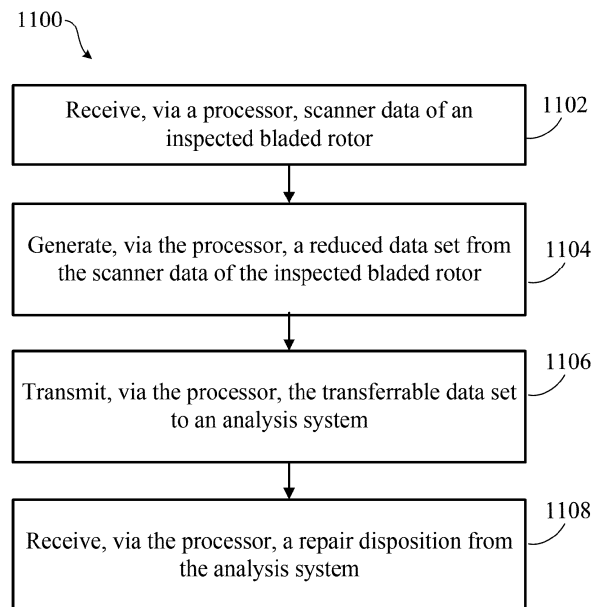 1100
Receive, via a processor, scanner data of an
inspected bladed rotor
1102
Generate, via the processor, a reduced data set from
the scanner data of the inspected bladed rotor
1104
Transmit, via the processor, the transferrable data set
to an analysis system
1106
Receive, via the processor, a repair disposition from
the analysis system
1108